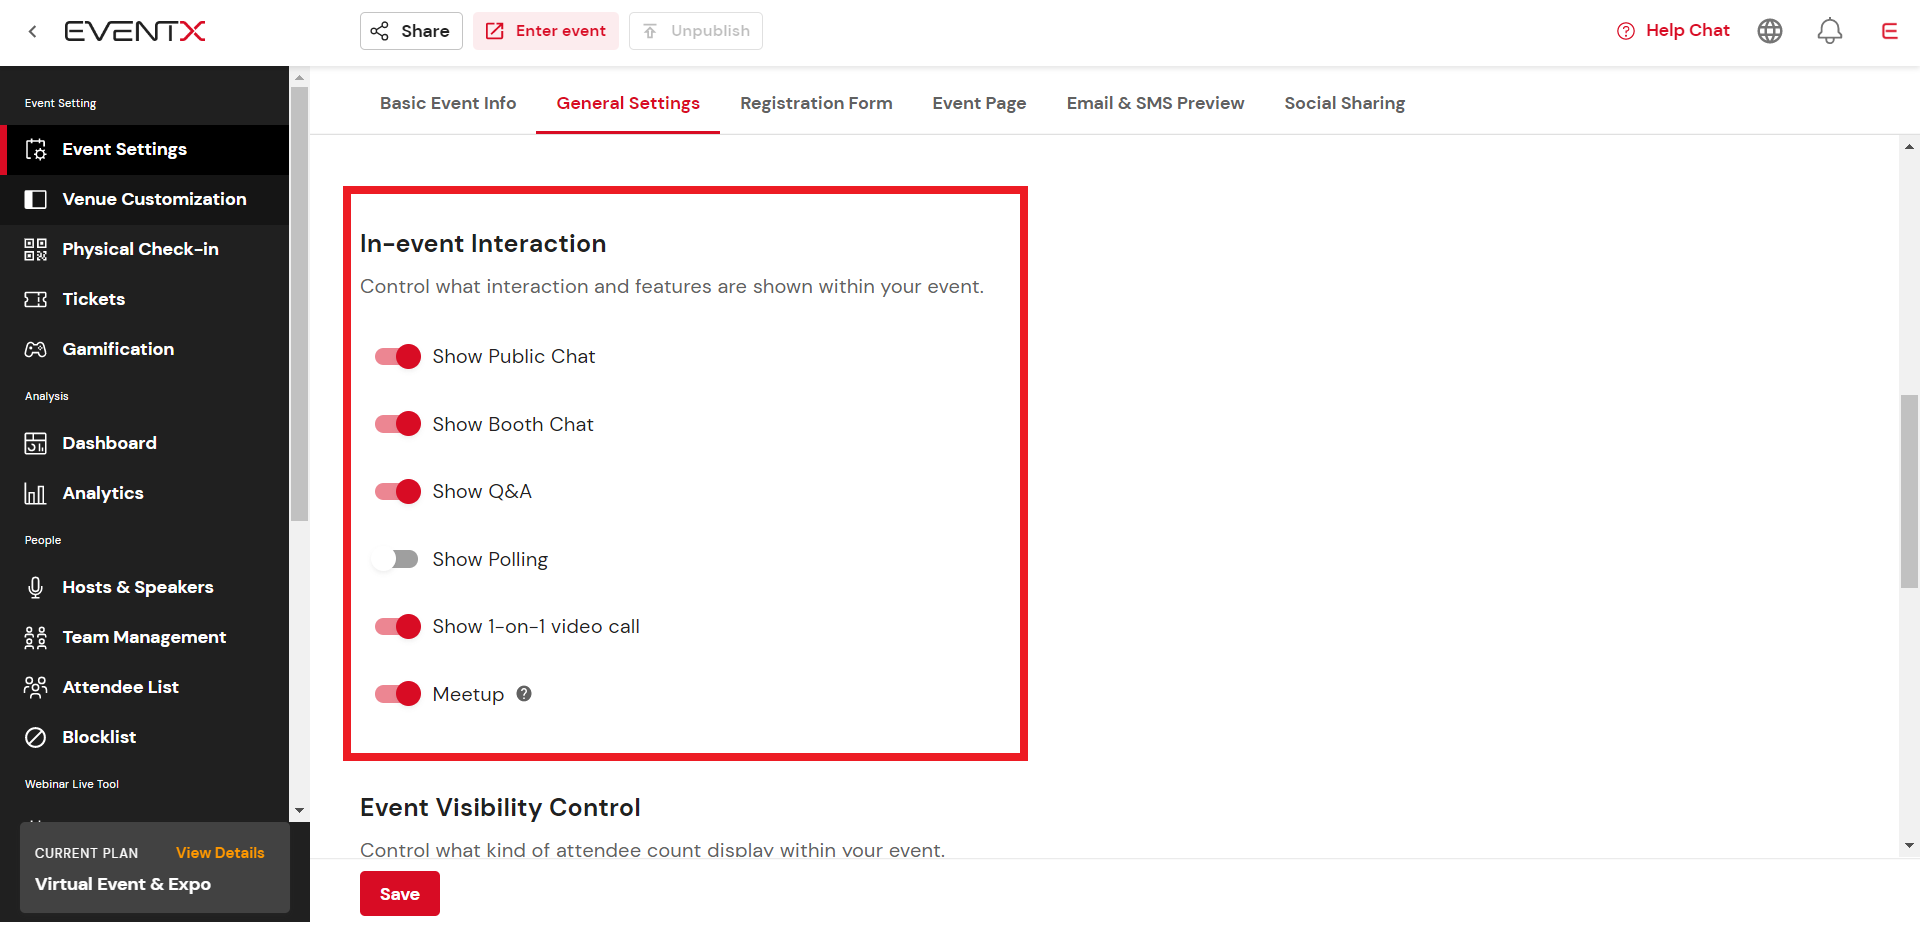 EVENTX
Share
Enter event
Unpublish
Help Chat
E
Event Setting
Event Settings
Venue Customization
Physical Check-in
Tickets
Gamification
Analysis
Dashboard
Analytics
People
Hosts & Speakers
Team Management
Attendee List
Blocklist
Webinar Live Tool
CURRENT PLAN
View Details
Virtual Event & Expo
Basic Event Info
General Settings
Registration Form
Event Page
Email & SMS Preview
Social Sharing
In-event Interaction
Control what interaction and features are shown within your event.
Show Public Chat
Show Booth Chat
Show Q&A
Show Polling
Show 1-on-1 video call
Meetup
Event Visibility Control
Control what kind of attendee count display within your event.
Save